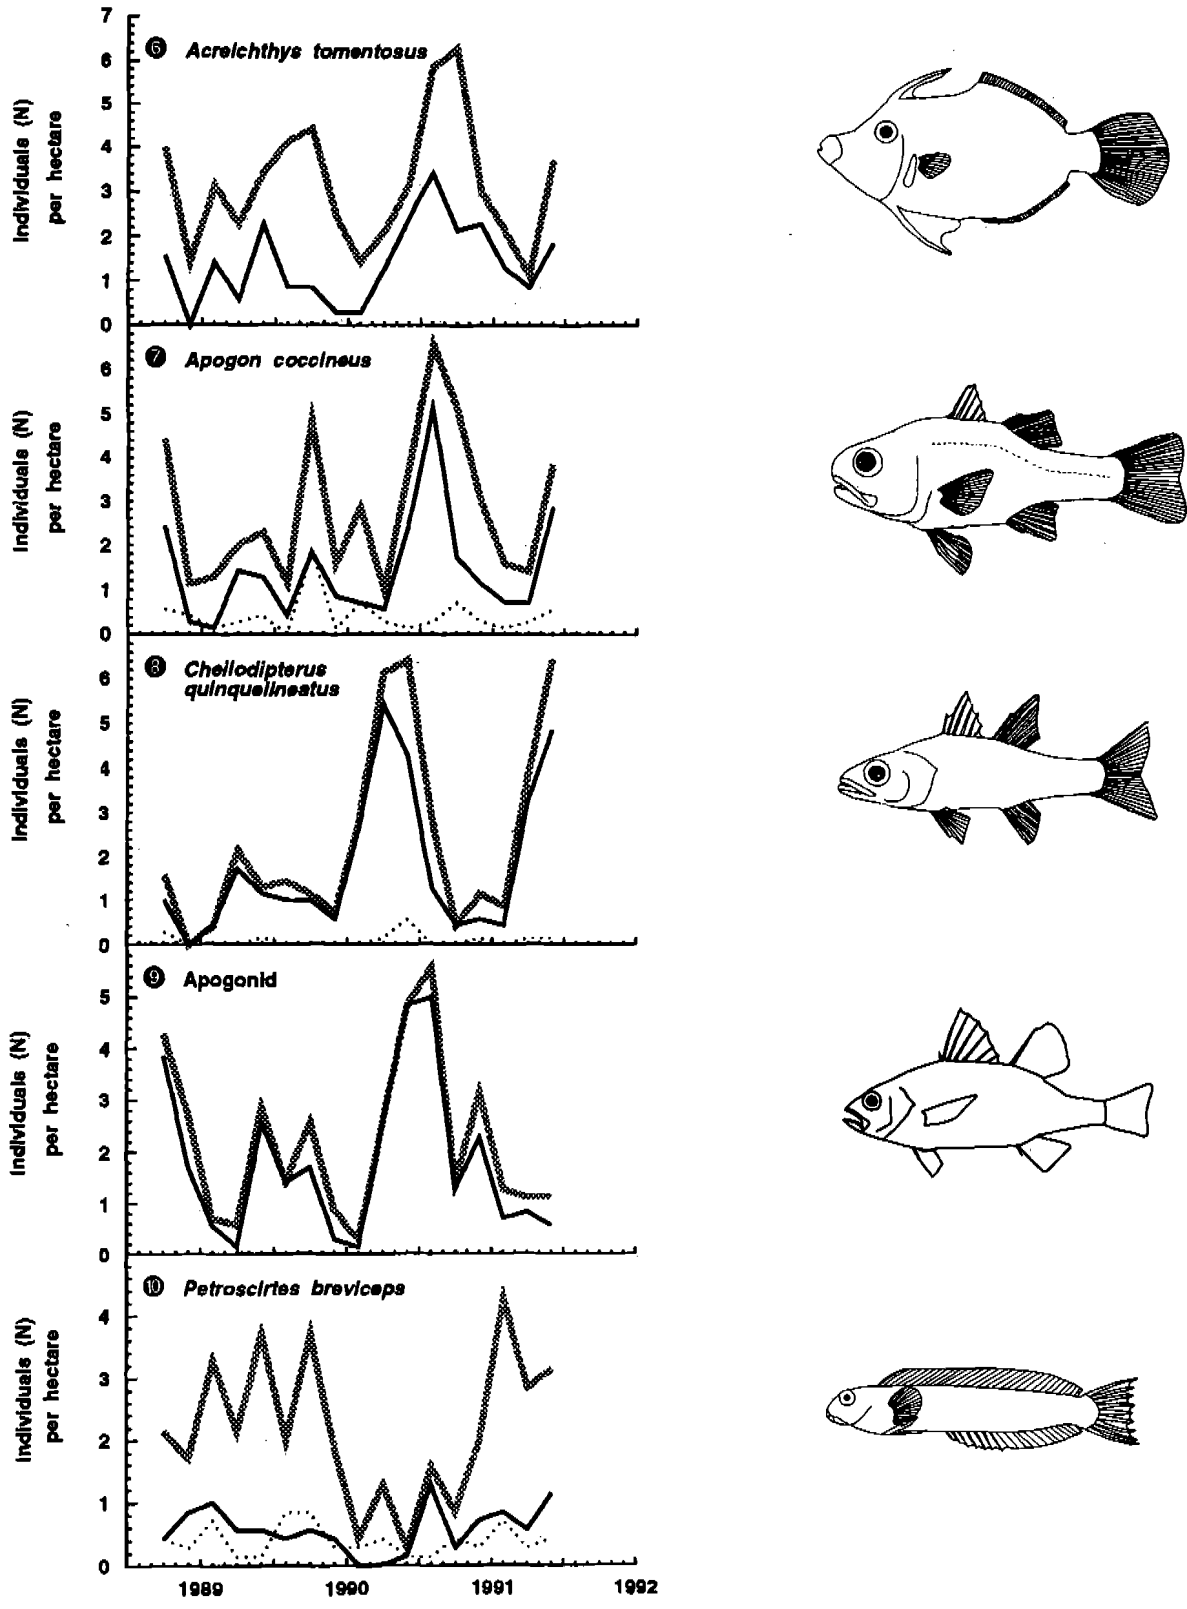 7
❻ Acreichthys tomentosus
6
5
4
3
2
1
0
Individuals (N)
per hectare
❼ Apogon coccineus
6
5
4
3
2
1
0
Individuals (N)
per hectare
❽ Cheilodipterus
quinquelineatus
6
5
4
3
2
1
0
Individuals (N)
per hectare
❾ Apogonid
5
4
3
2
1
0
Individuals (N)
per hectare
❿ Petroscirtes breviceps
4
3
2
1
0
Individuals (N)
per hectare
1989 1990 1991 1992